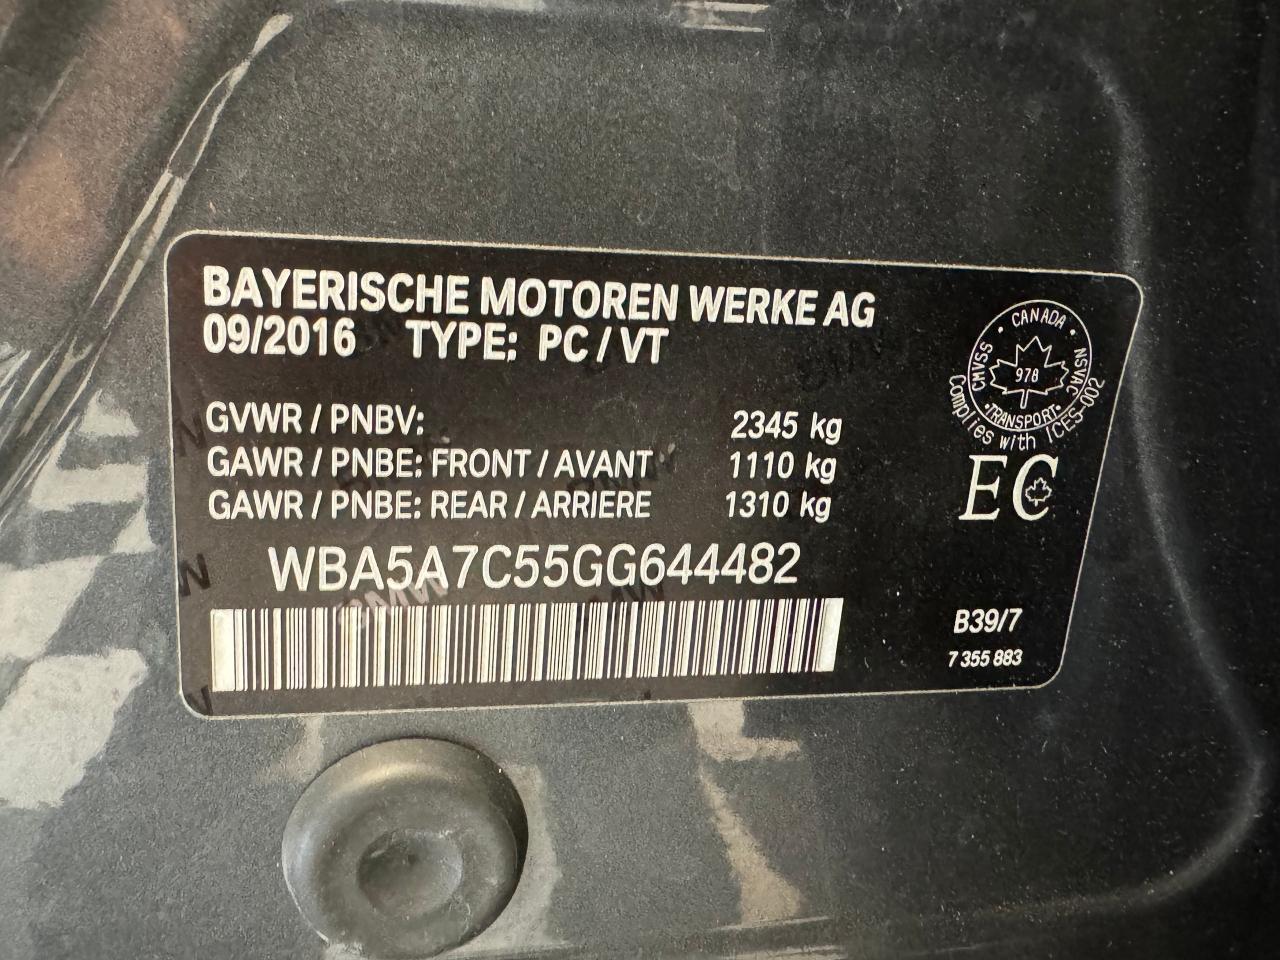 BAYERISCHE MOTOREN WERKE AG
09/2016 TYPE: PC / VT
GVWR / PNBV: 2345 kg
GAWR / PNBE: FRONT / AVANT 1110 kg
GAWR / PNBE: REAR / ARRIERE 1310 kg
WBA5A7C55GG644482
· CANADA ·
CMVSS
NSVAC
978
·TRANSPORT·
Complies with ICES-002
EC
B39/7
7 355 883
BMW
BMW